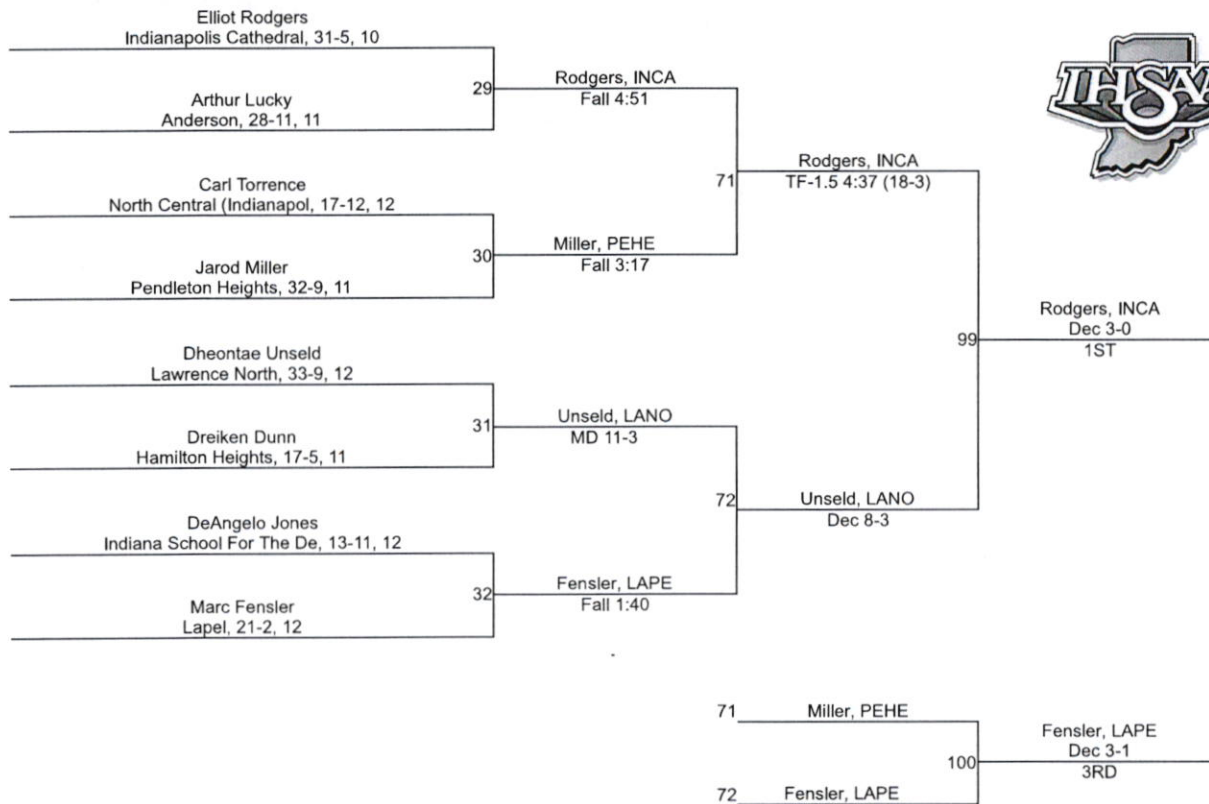 Elliot Rodgers
Indianapolis Cathedral, 31-5, 10
29
Rodgers, INCA
Fall 4:51
Arthur Lucky
Anderson, 28-11, 11
IHSAA
71
Rodgers, INCA
TF-1.5 4:37 (18-3)
Carl Torrence
North Central (Indianapol, 17-12, 12
30
Miller, PEHE
Fall 3:17
Jarod Miller
Pendleton Heights, 32-9, 11
99
Rodgers, INCA
Dec 3-0
1ST
Dheontae Unseld
Lawrence North, 33-9, 12
31
Unseld, LANO
MD 11-3
Dreiken Dunn
Hamilton Heights, 17-5, 11
72
Unseld, LANO
Dec 8-3
DeAngelo Jones
Indiana School For The De, 13-11, 12
32
Fensler, LAPE
Fall 1:40
Marc Fensler
Lapel, 21-2, 12
71
Miller, PEHE
100
Fensler, LAPE
Dec 3-1
3RD
72
Fensler, LAPE